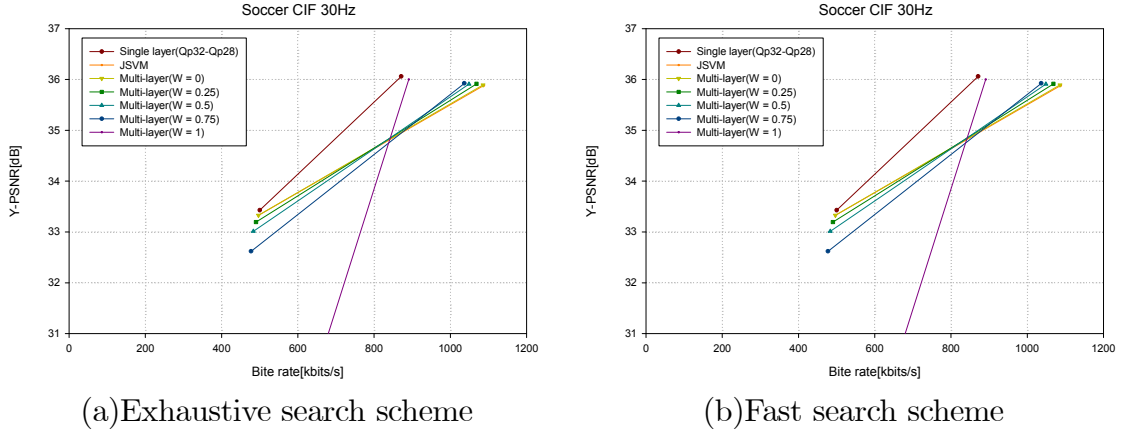 Soccer CIF 30Hz
37
36
35
34
33
32
31
Y-PSNR[dB]
Single layer(Qp32-Qp28)
JSVM
Multi-layer(W = 0)
Multi-layer(W = 0.25)
Multi-layer(W = 0.5)
Multi-layer(W = 0.75)
Multi-layer(W = 1)
0 200 400 600 800 1000 1200
Bite rate[kbits/s]
(a)Exhaustive search scheme
Soccer CIF 30Hz
37
36
35
34
33
32
31
Y-PSNR[dB]
Single layer(Qp32-Qp28)
JSVM
Multi-layer(W = 0)
Multi-layer(W = 0.25)
Multi-layer(W = 0.5)
Multi-layer(W = 0.75)
Multi-layer(W = 1)
0 200 400 600 800 1000 1200
Bite rate[kbits/s]
(b)Fast search scheme